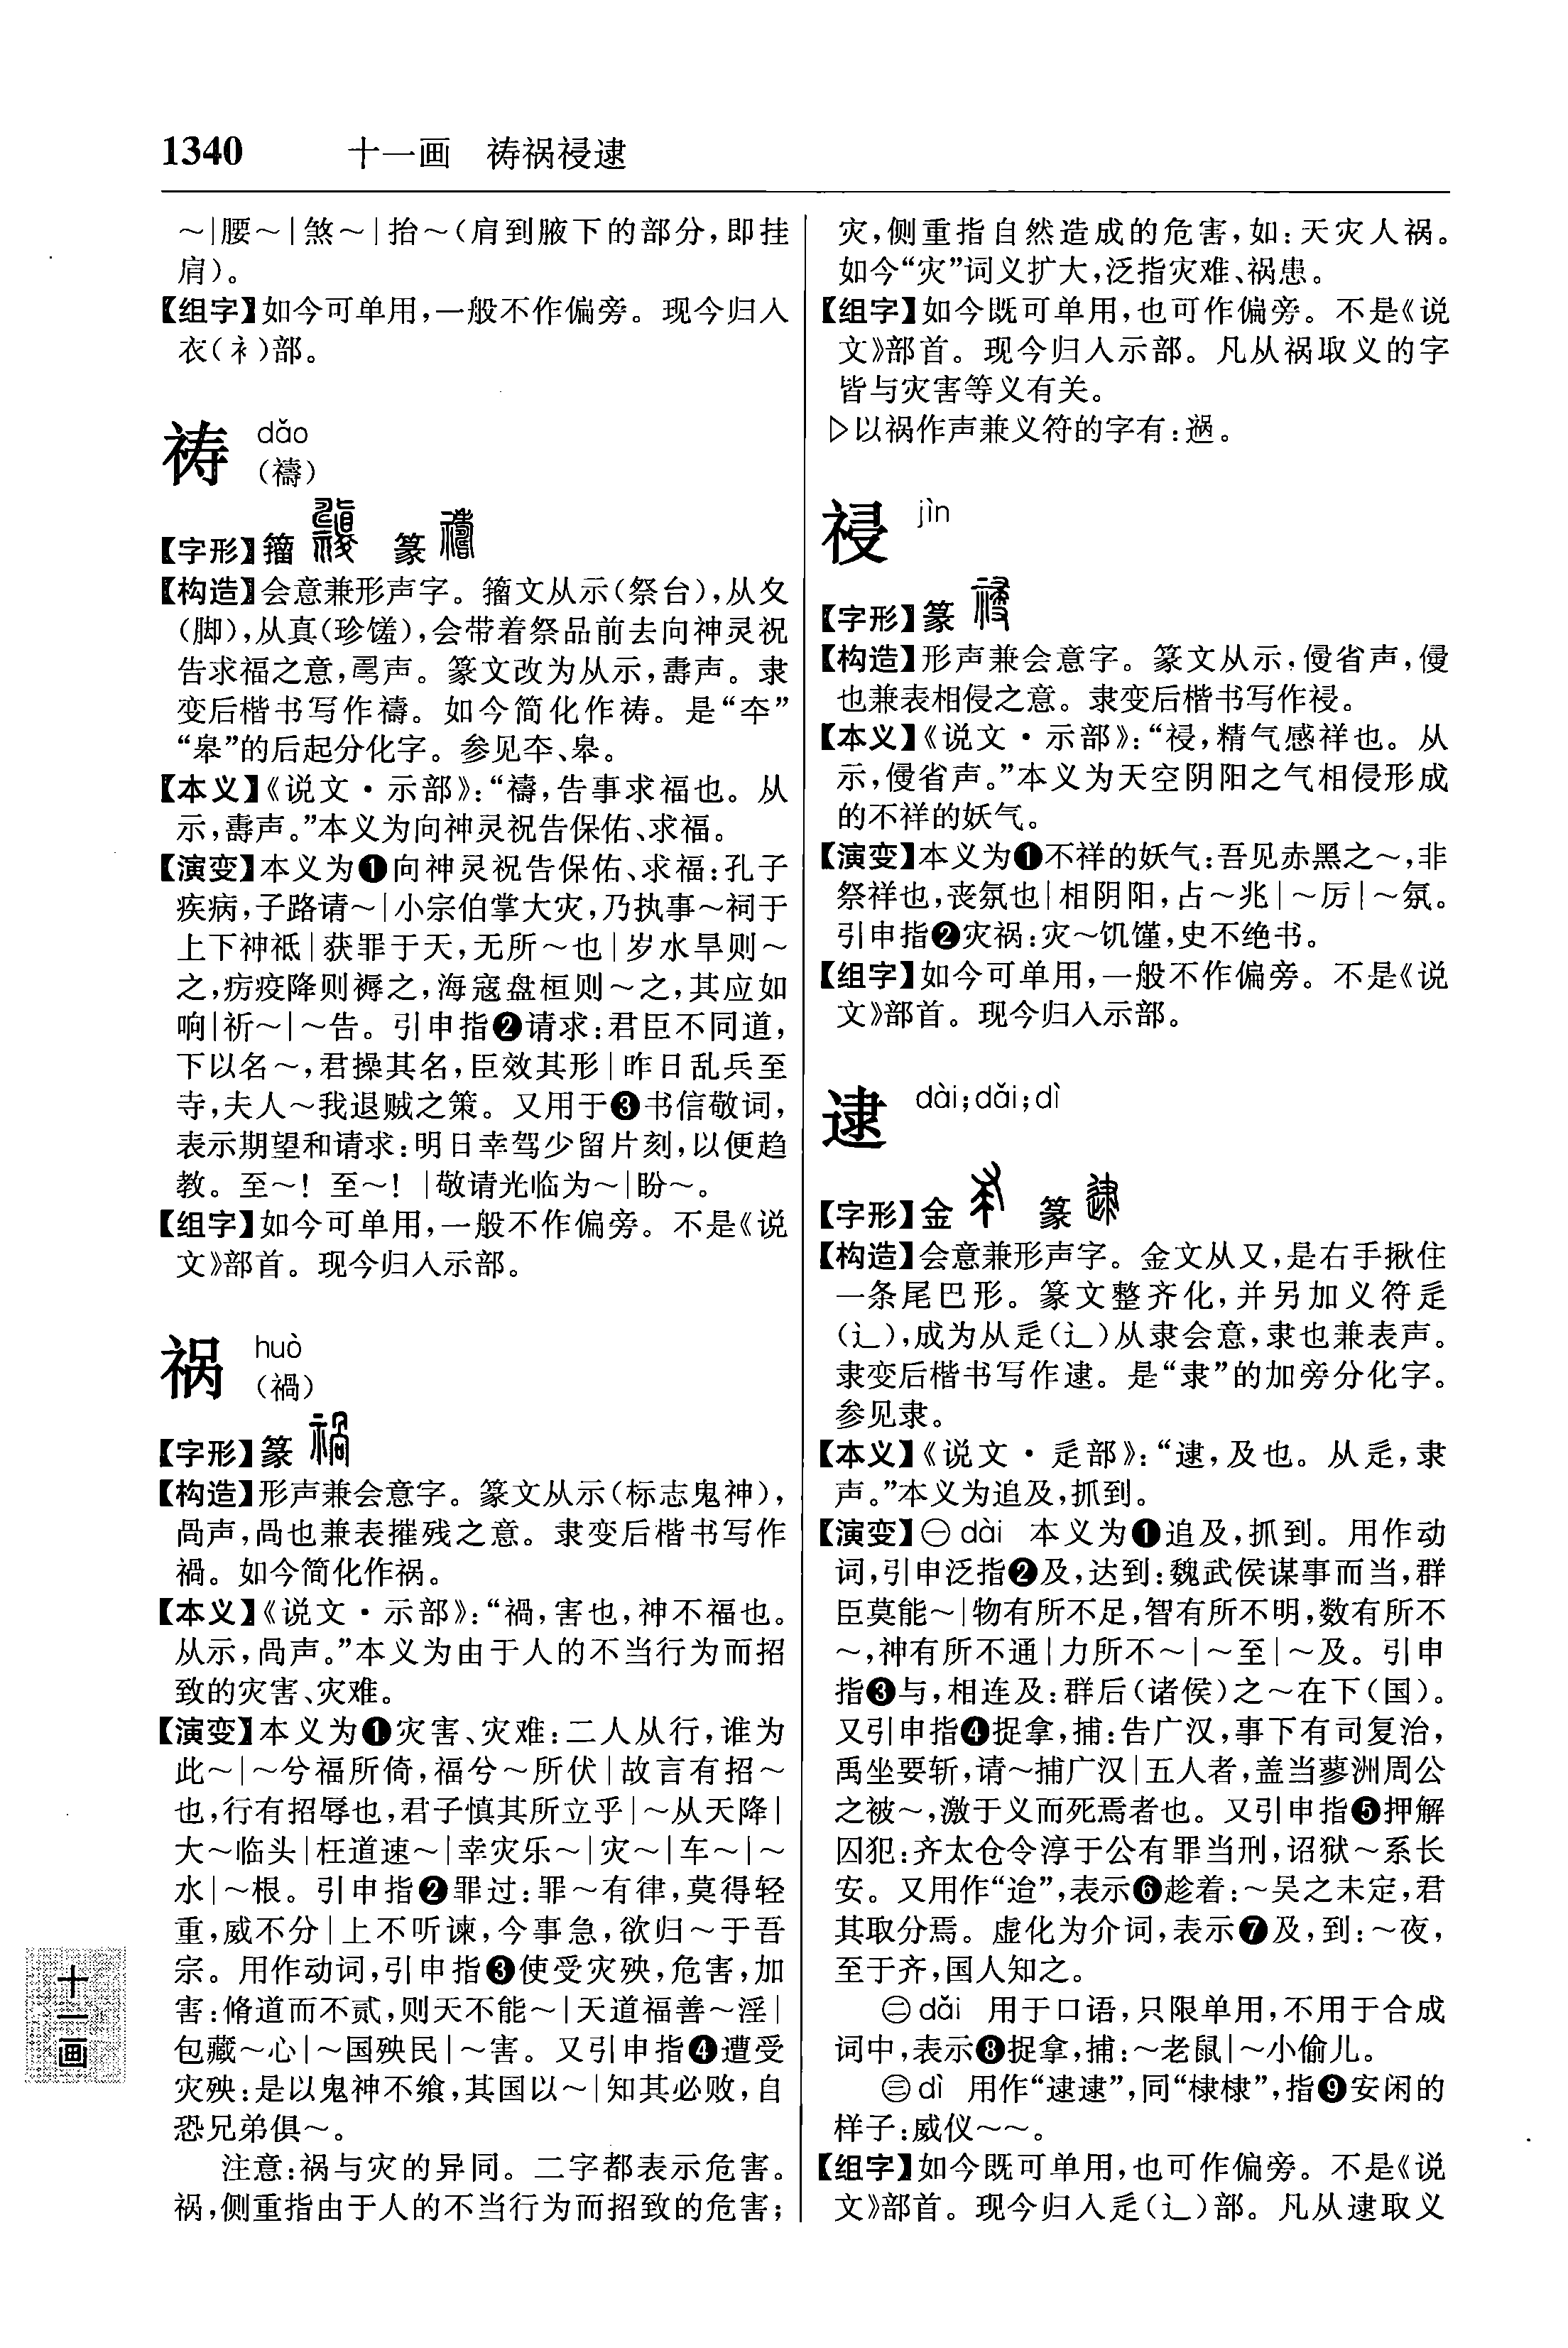 1340 十一画 祷祸祲逮
～|腰～|煞～|抬～(肩到腋下的部分,即挂
肩)。
【组字】如今可单用,一般不作偏旁。现今归入
衣(衤)部。
祷 dǎo
(禱)
【字形】籀 篆
【构造】会意兼形声字。籀文从示(祭台),从夊
(脚),从真(珍馐),会带着祭品前去向神灵祝
告求福之意,𠷎声。篆文改为从示,壽声。隶
变后楷书写作禱。如今简化作祷。是“夲”
“皋”的后起分化字。参见夲、皋。
【本义】《说文·示部》:“禱,告事求福也。从
示,壽声。”本义为向神灵祝告保佑、求福。
【演变】本义为❶向神灵祝告保佑、求福:孔子
疾病,子路请～|小宗伯掌大灾,乃执事～祠于
上下神祇|获罪于天,无所～也|岁水旱则～
之,疠疫降则褥之,海寇盘桓则～之,其应如
响|祈～|～告。引申指❷请求:君臣不同道,
下以名～,君操其名,臣效其形|昨日乱兵至
寺,夫人～我退贼之策。又用于❸书信敬词,
表示期望和请求:明日幸驾少留片刻,以便趋
教。至～!至～!|敬请光临为～|盼～。
【组字】如今可单用,一般不作偏旁。不是《说
文》部首。现今归入示部。
祸 huò
(禍)
【字形】篆
【构造】形声兼会意字。篆文从示(标志鬼神),
咼声,咼也兼表摧残之意。隶变后楷书写作
禍。如今简化作祸。
【本义】《说文·示部》:“禍,害也,神不福也。
从示,咼声。”本义为由于人的不当行为而招
致的灾害、灾难。
【演变】本义为❶灾害、灾难:二人从行,谁为
此～|～兮福所倚,福兮～所伏|故言有招～
也,行有招辱也,君子慎其所立乎|～从天降|
大～临头|枉道速～|幸灾乐～|灾～|车～|～
水|～根。引申指❷罪过:罪～有律,莫得轻
重,威不分|上不听谏,今事急,欲归～于吾
宗。用作动词,引申指❸使受灾殃,危害,加
害:脩道而不贰,则天不能～|天道福善～淫|
包藏～心|～国殃民|～害。又引申指❹遭受
灾殃:是以鬼神不飨,其国以～|知其必败,自
恐兄弟俱～。
注意:祸与灾的异同。二字都表示危害。
祸,侧重指由于人的不当行为而招致的危害;
灾,侧重指自然造成的危害,如:天灾人祸。
如今“灾”词义扩大,泛指灾难、祸患。
【组字】如今既可单用,也可作偏旁。不是《说
文》部首。现今归入示部。凡从祸取义的字
皆与灾害等义有关。
▷以祸作声兼义符的字有:𬩝。
祲 jìn
【字形】篆
【构造】形声兼会意字。篆文从示,侵省声,侵
也兼表相侵之意。隶变后楷书写作祲。
【本义】《说文·示部》:“祲,精气感祥也。从
示,侵省声。”本义为天空阴阳之气相侵形成
的不祥的妖气。
【演变】本义为❶不祥的妖气:吾见赤黑之～,非
祭祥也,丧氛也|相阴阳,占～兆|～厉|～氛。
引申指❷灾祸:灾～饥馑,史不绝书。
【组字】如今可单用,一般不作偏旁。不是《说
文》部首。现今归入示部。
逮 dài;dǎi;dì
【字形】金 篆
【构造】会意兼形声字。金文从又,是右手揪住
一条尾巴形。篆文整齐化,并另加义符辵
(辶),成为从辵(辶)从隶会意,隶也兼表声。
隶变后楷书写作逮。是“隶”的加旁分化字。
参见隶。
【本义】《说文·辵部》:“逮,及也。从辵,隶
声。”本义为追及,抓到。
【演变】㊀dài 本义为❶追及,抓到。用作动
词,引申泛指❷及,达到:魏武侯谋事而当,群
臣莫能～|物有所不足,智有所不明,数有所不
～,神有所不通|力所不～|～至|～及。引申
指❸与,相连及:群后(诸侯)之～在下(国)。
又引申指❹捉拿,捕:告广汉,事下有司复治,
禹坐要斩,请～捕广汉|五人者,盖当蓼洲周公
之被～,激于义而死焉者也。又引申指❺押解
囚犯:齐太仓令淳于公有罪当刑,诏狱～系长
安。又用作“迨”,表示❻趁着:～吴之未定,君
其取分焉。虚化为介词,表示❼及,到:～夜,
至于齐,国人知之。
㊁dǎi 用于口语,只限单用,不用于合成
词中,表示❽捉拿,捕:～老鼠|～小偷儿。
㊂dì 用作“逮逮”,同“棣棣”,指❾安闲的
样子:威仪～～。
【组字】如今既可单用,也可作偏旁。不是《说
文》部首。现今归入辵(辶)部。凡从逮取义
十一画